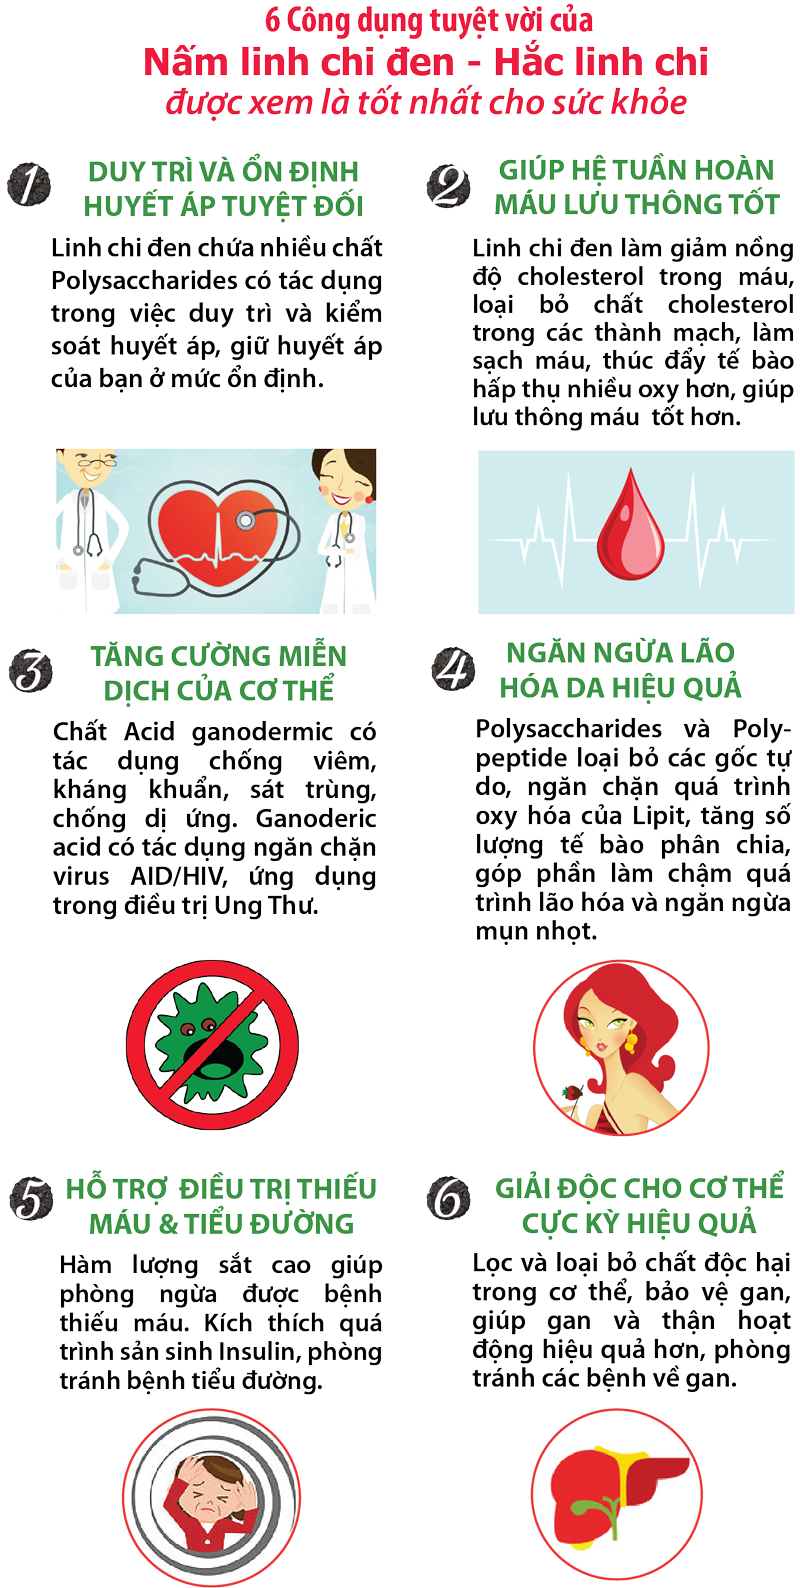 6 Công dụng tuyệt vời của
Nấm linh chi đen - Hắc linh chi
được xem là tốt nhất cho sức khỏe
1
DUY TRÌ VÀ ỔN ĐỊNH
HUYẾT ÁP TUYỆT ĐỐI
Linh chi đen chứa nhiều chất
Polysaccharides có tác dụng
trong việc duy trì và kiểm
soát huyết áp, giữ huyết áp
của bạn ở mức ổn định.
2
GIÚP HỆ TUẦN HOÀN
MÁU LƯU THÔNG TỐT
Linh chi đen làm giảm nồng
độ cholesterol trong máu,
loại bỏ chất cholesterol
trong các thành mạch, làm
sạch máu, thúc đẩy tế bào
hấp thụ nhiều oxy hơn, giúp
lưu thông máu tốt hơn.
3
TĂNG CƯỜNG MIỄN
DỊCH CỦA CƠ THỂ
Chất Acid ganodermic có
tác dụng chống viêm,
kháng khuẩn, sát trùng,
chống dị ứng. Ganoderic
acid có tác dụng ngăn chặn
virus AID/HIV, ứng dụng
trong điều trị Ung Thư.
4
NGĂN NGỪA LÃO
HÓA DA HIỆU QUẢ
Polysaccharides và Poly-
peptide loại bỏ các gốc tự
do, ngăn chặn quá trình
oxy hóa của Lipit, tăng số
lượng tế bào phân chia,
góp phần làm chậm quá
trình lão hóa và ngăn ngừa
mụn nhọt.
5
HỖ TRỢ ĐIỀU TRỊ THIẾU
MÁU & TIỂU ĐƯỜNG
Hàm lượng sắt cao giúp
phòng ngừa được bệnh
thiếu máu. Kích thích quá
trình sản sinh Insulin, phòng
tránh bệnh tiểu đường.
6
GIẢI ĐỘC CHO CƠ THỂ
CỰC KỲ HIỆU QUẢ
Lọc và loại bỏ chất độc hại
trong cơ thể, bảo vệ gan,
giúp gan và thận hoạt
động hiệu quả hơn, phòng
tránh các bệnh về gan.